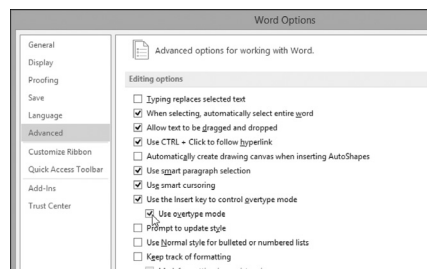 Word Options
General
Display
Proofing
Save
Language
Advanced
Customize Ribbon
Quick Access Toolbar
Add-Ins
Trust Center
Advanced options for working with Word.
Editing options
Typing replaces selected text
When selecting, automatically select entire word
Allow text to be dragged and dropped
Use CTRL + Click to follow hyperlink
Automatically create drawing canvas when inserting AutoShapes
Use smart paragraph selection
Use smart cursoring
Use the Insert key to control overtype mode
Use overtype mode
Prompt to update style
Use Normal style for bulleted or numbered lists
Keep track of formatting